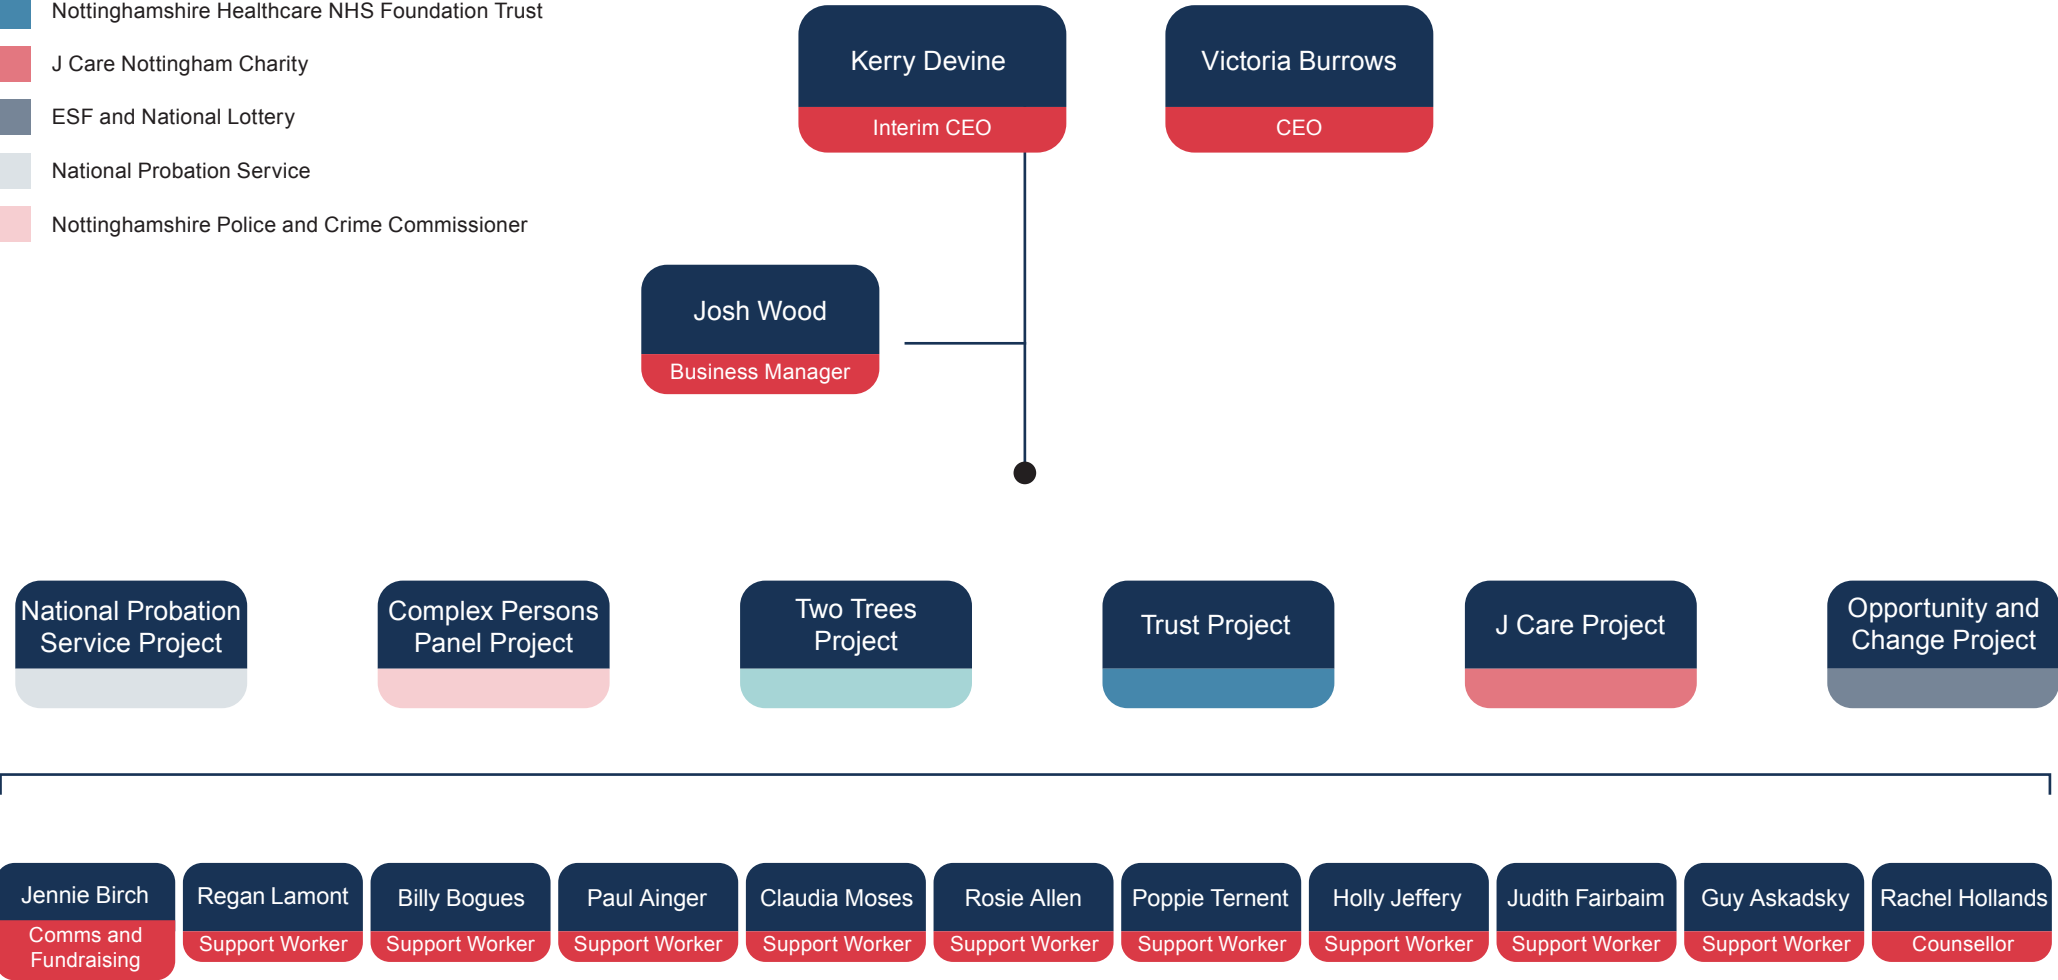 Nottinghamshire Healthcare NHS Foundation Trust
J Care Nottingham Charity
ESF and National Lottery
National Probation Service
Nottinghamshire Police and Crime Commissioner
Kerry Devine
Interim CEO
Victoria Burrows
CEO
Josh Wood
Business Manager
National Probation
Service Project
Complex Persons
Panel Project
Two Trees
Project
Trust Project
J Care Project
Opportunity and
Change Project
Jennie Birch
Comms and
Fundraising
Regan Lamont
Support Worker
Billy Bogues
Support Worker
Paul Ainger
Support Worker
Claudia Moses
Support Worker
Rosie Allen
Support Worker
Poppie Ternent
Support Worker
Holly Jeffery
Support Worker
Judith Fairbaim
Support Worker
Guy Askadsky
Support Worker
Rachel Hollands
Counsellor